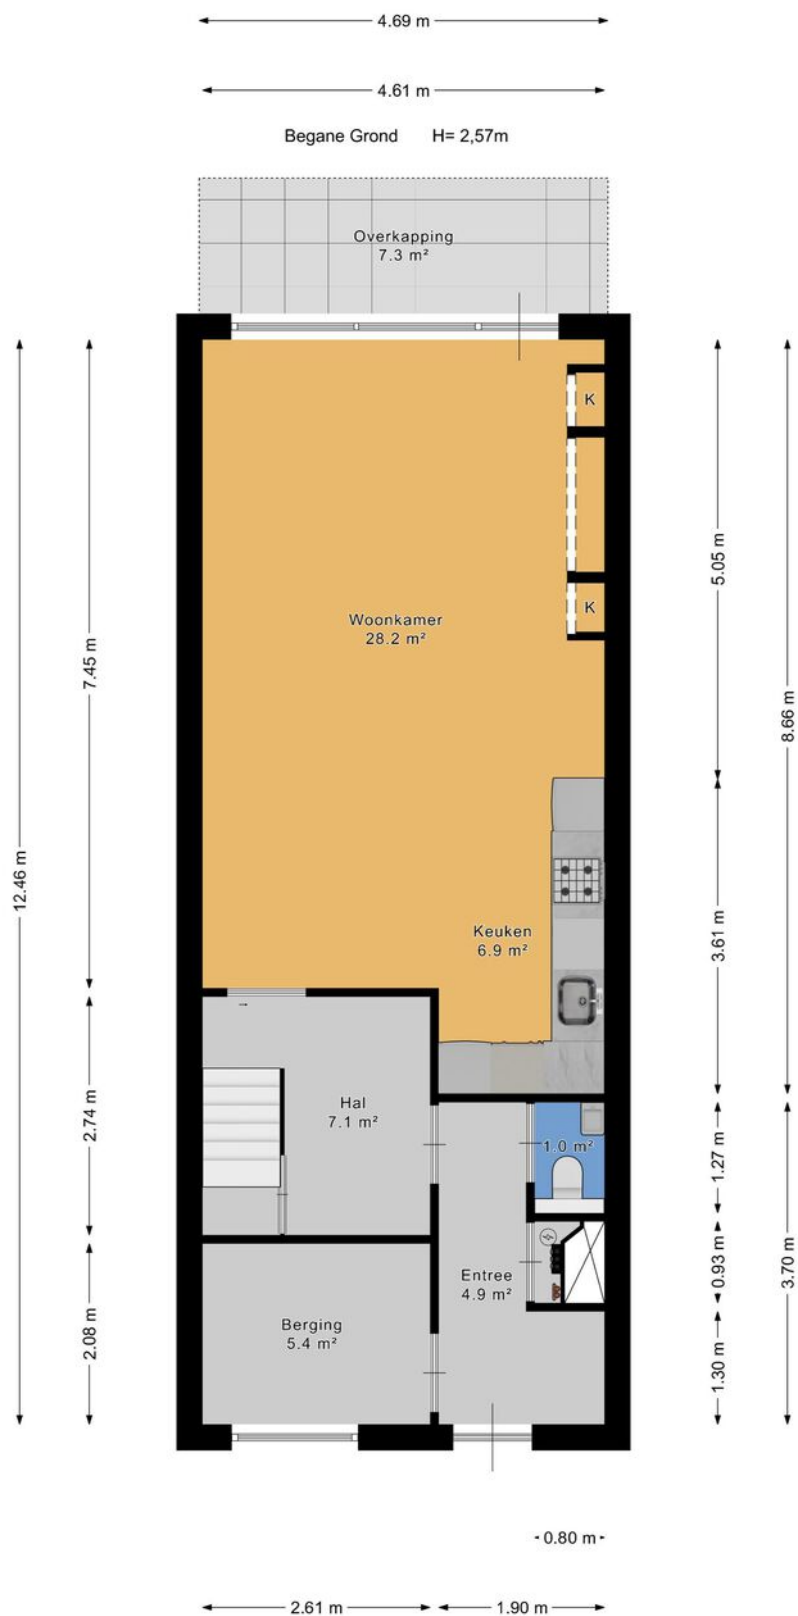 4.69 m
4.61 m
Begane Grond H= 2,57m
Overkapping
7.3 m²
K
K
Woonkamer
28.2 m²
5.05 m
7.45 m
8.66 m
12.46 m
3.61 m
Keuken
6.9 m²
Hal
7.1 m²
2.74 m
1.0 m²
1.27 m
0.93 m
3.70 m
Entree
4.9 m²
Berging
5.4 m²
2.08 m
1.30 m
0.80 m
2.61 m
1.90 m